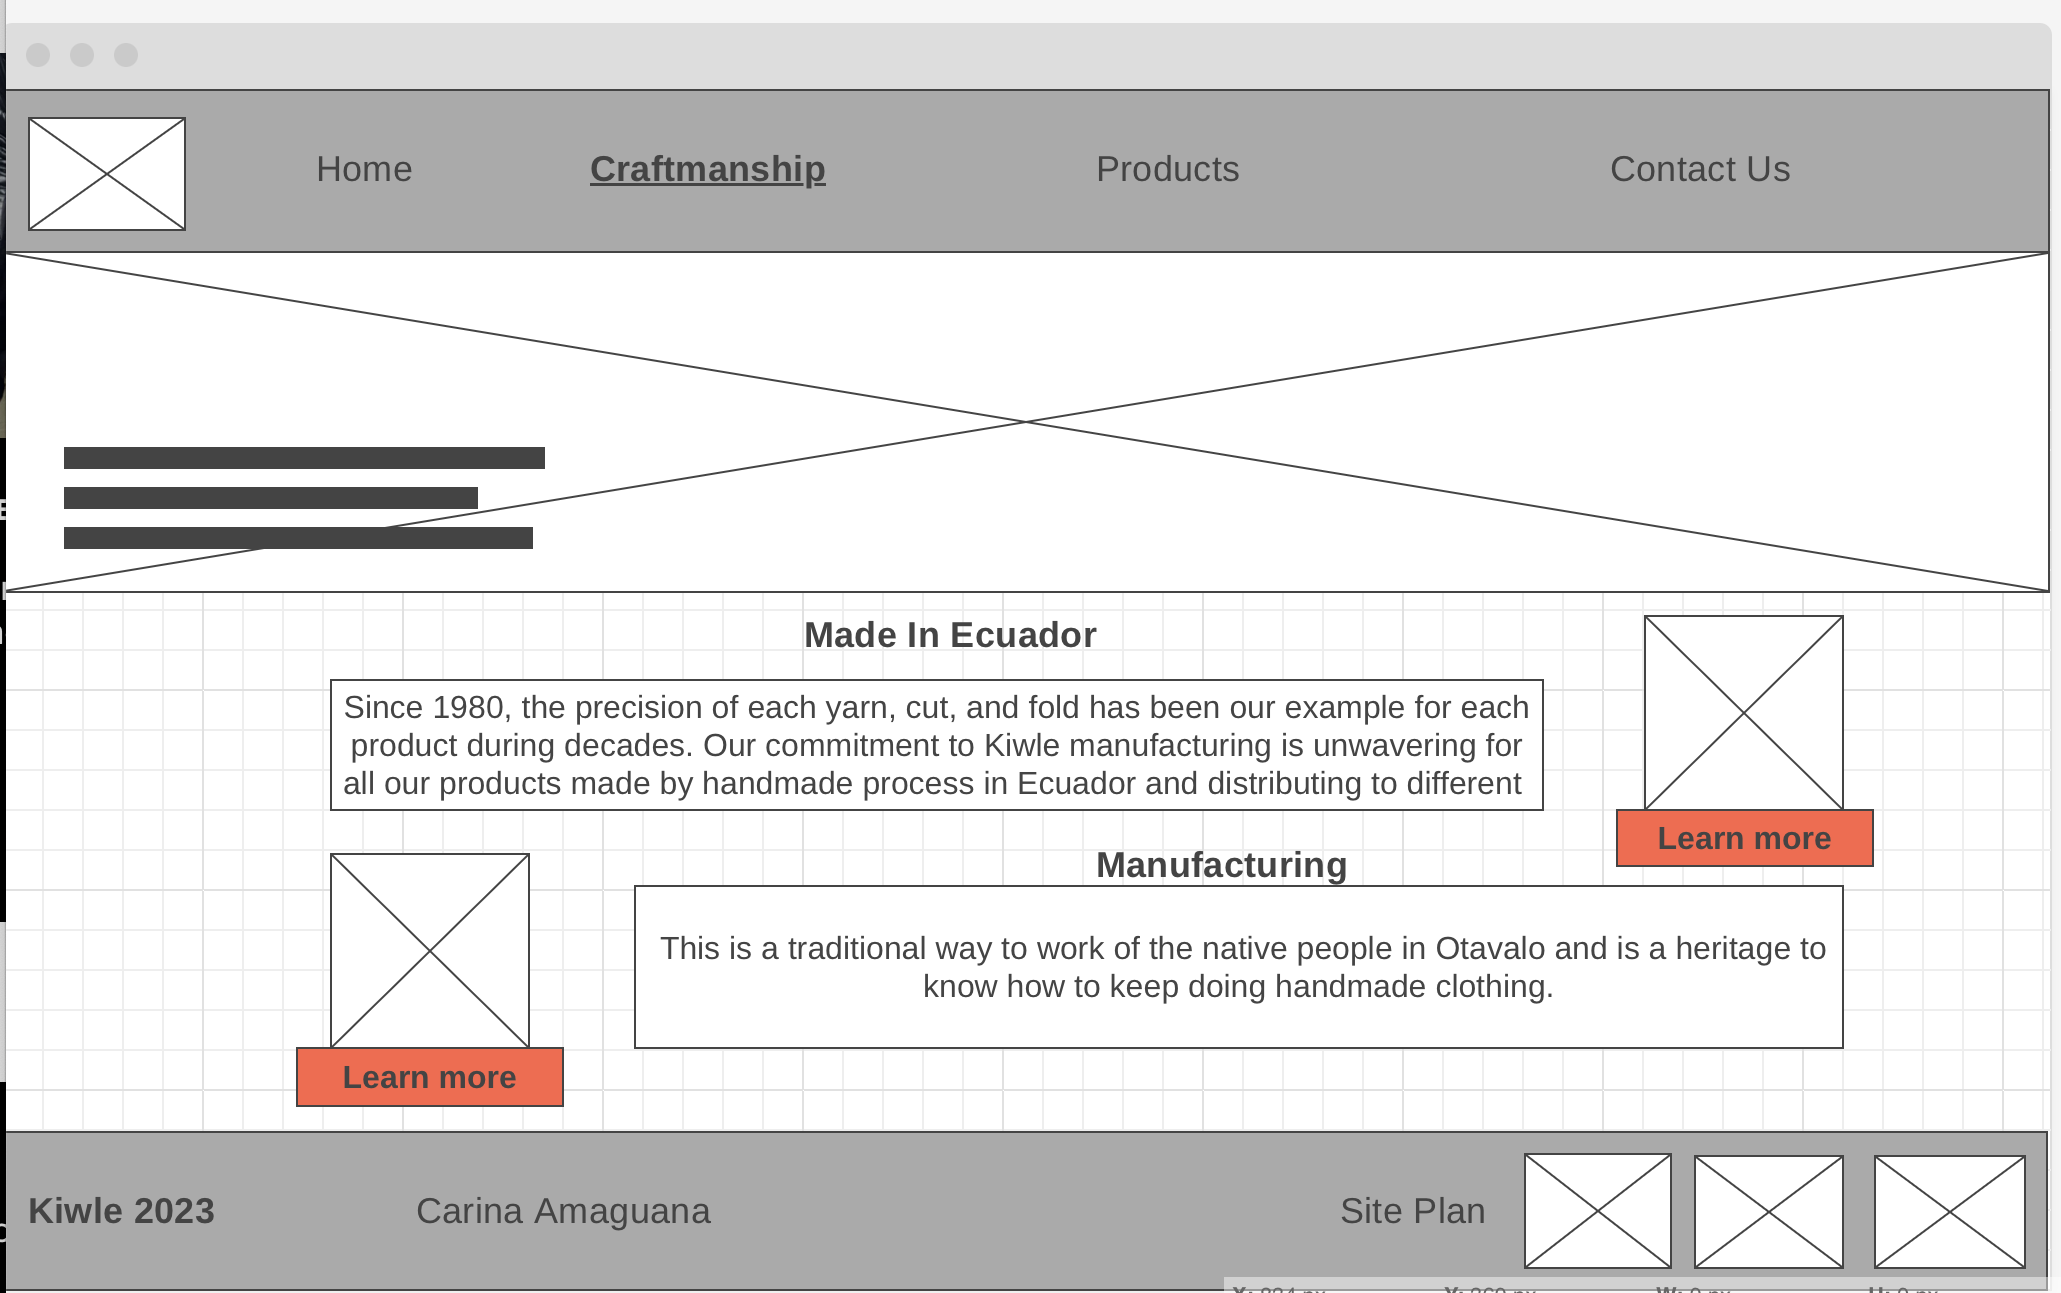 Home Craftmanship Products Contact Us
Made In Ecuador
Since 1980, the precision of each yarn, cut, and fold has been our example for each
product during decades. Our commitment to Kiwle manufacturing is unwavering for
all our products made by handmade process in Ecuador and distributing to different
Learn more
Manufacturing
This is a traditional way to work of the native people in Otavalo and is a heritage to
know how to keep doing handmade clothing.
Learn more
Kiwle 2023 Carina Amaguana Site Plan